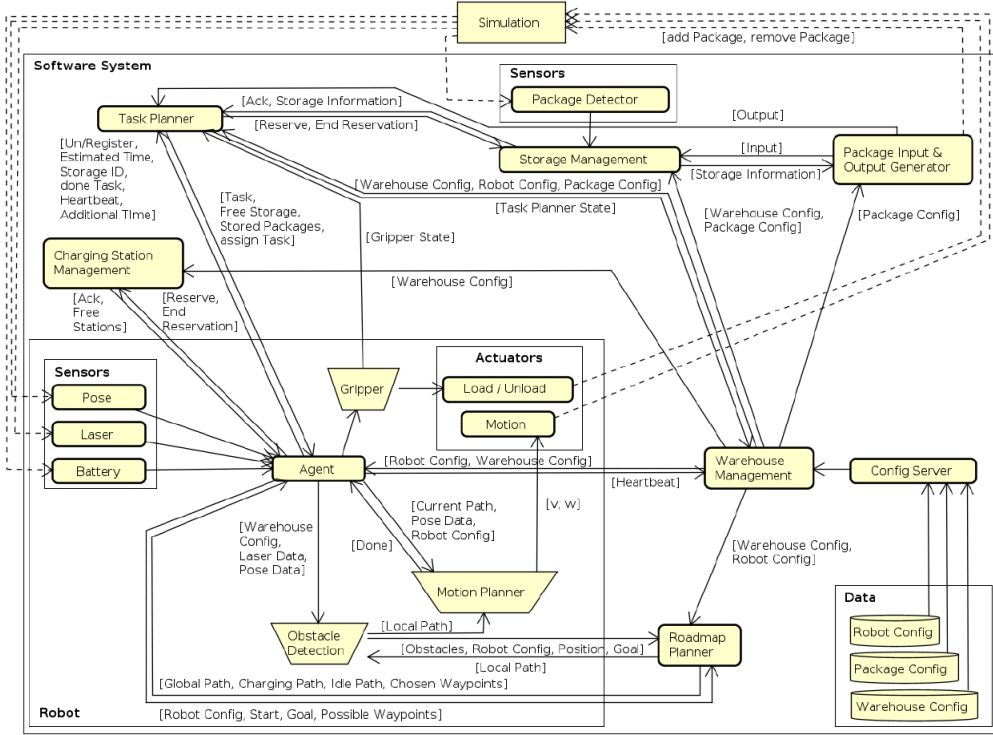 Simulation
[add Package, remove Package]
Software System
Sensors
Package Detector
Task Planner
[Ack, Storage Information]
[Reserve, End Reservation]
[Output]
Storage Management
[Input]
[Storage Information]
Package Input &
Output Generator
[Un/Register,
Estimated Time,
Storage ID,
done Task,
Heartbeat,
Additional TIme]
[Task,
Free Storage,
Stored Packages,
assign Task]
[Warehouse Config, Robot Config, Package Config]
[Task Planner State]
[Gripper State]
[Warehouse Config,
Package Config]
[Package Config]
Charging Station
Management
[Warehouse Config]
[Ack,
Free
Stations]
[Reserve,
End
Reservation]
Sensors
Pose
Laser
Battery
Gripper
Actuators
Load / Unload
Motion
Agent
[Robot Config, Warehouse Config]
[Heartbeat]
Warehouse
Management
Config Server
[Warehouse
Config,
Laser Data,
Pose Data]
[Done]
[Current Path,
Pose Data,
Robot Config]
[v, w]
[Warehouse Config,
Robot Config]
Motion Planner
Obstacle
Detection
[Local Path]
[Obstacles, Robot Config, Position, Goal]
[Local Path]
Roadmap
Planner
[Global Path, Charging Path, Idle Path, Chosen Waypoints]
[Robot Config, Start, Goal, Possible Waypoints]
Robot
Data
Robot Config
Package Config
Warehouse Config